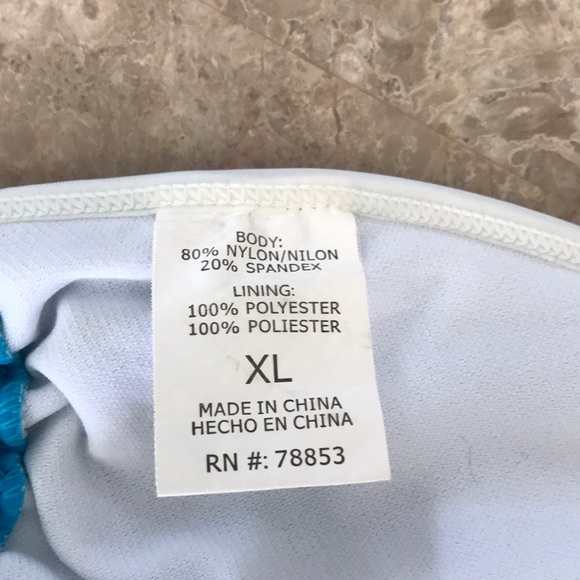 BODY:
80% NYLON/NILON
20% SPANDEX
LINING:
100% POLYESTER
100% POLIESTER
XL
MADE IN CHINA
HECHO EN CHINA
RN #: 78853